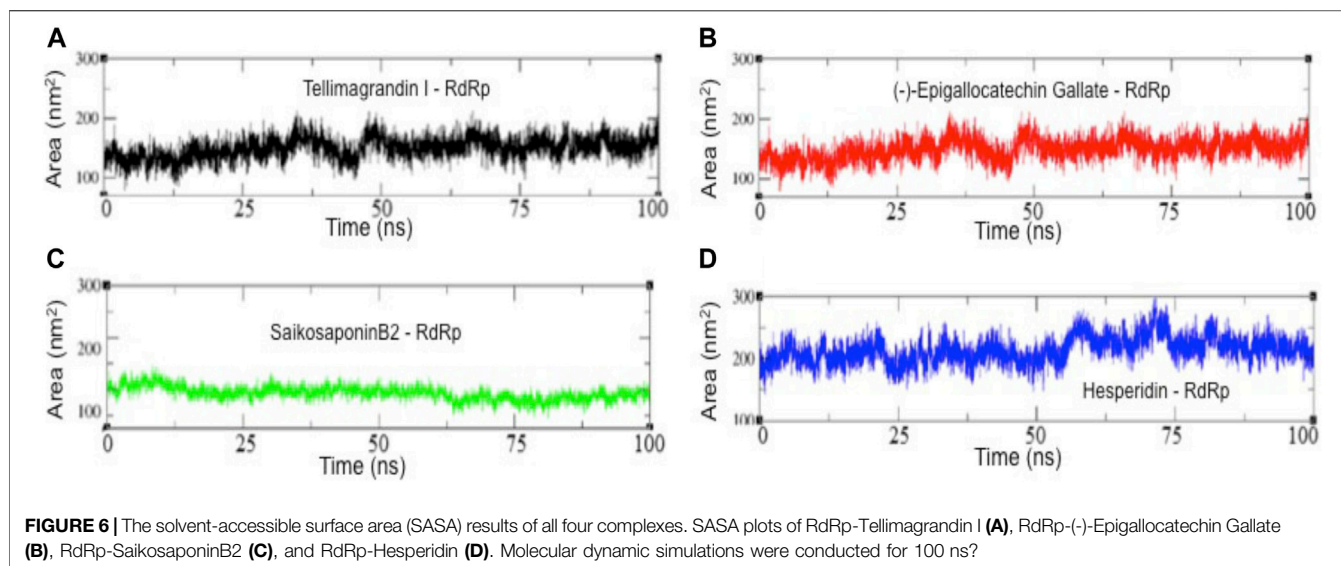 A
300
200
100
Area (nm²)
Tellimagrandin I - RdRp
0 25 50 75 100
Time (ns)
B
300
200
100
Area (nm²)
(-)-Epigallocatechin Gallate - RdRp
0 25 50 75 100
Time (ns)
C
300
200
100
Area (nm²)
SaikosaponinB2 - RdRp
0 25 50 75 100
Time (ns)
D
300
200
100
Area (nm²)
Hesperidin - RdRp
0 25 50 75 100
Time (ns)
FIGURE 6 | The solvent-accessible surface area (SASA) results of all four complexes. SASA plots of RdRp-Tellimagrandin I (A), RdRp-(-)-Epigallocatechin Gallate
(B), RdRp-SaikosaponinB2 (C), and RdRp-Hesperidin (D). Molecular dynamic simulations were conducted for 100 ns?